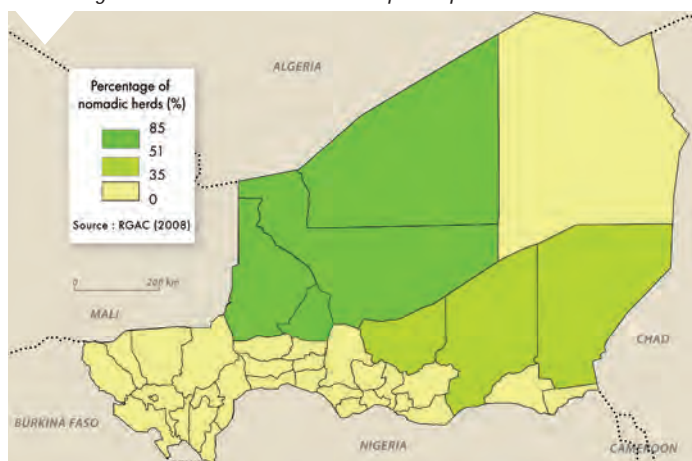 ALGERIA
Percentage of
nomadic herds (%)
85
51
35
0
Source : RGAC (2008)
0 200 km
MALI
CHAD
BURKINA FASO
NIGERIA
CAMEROON